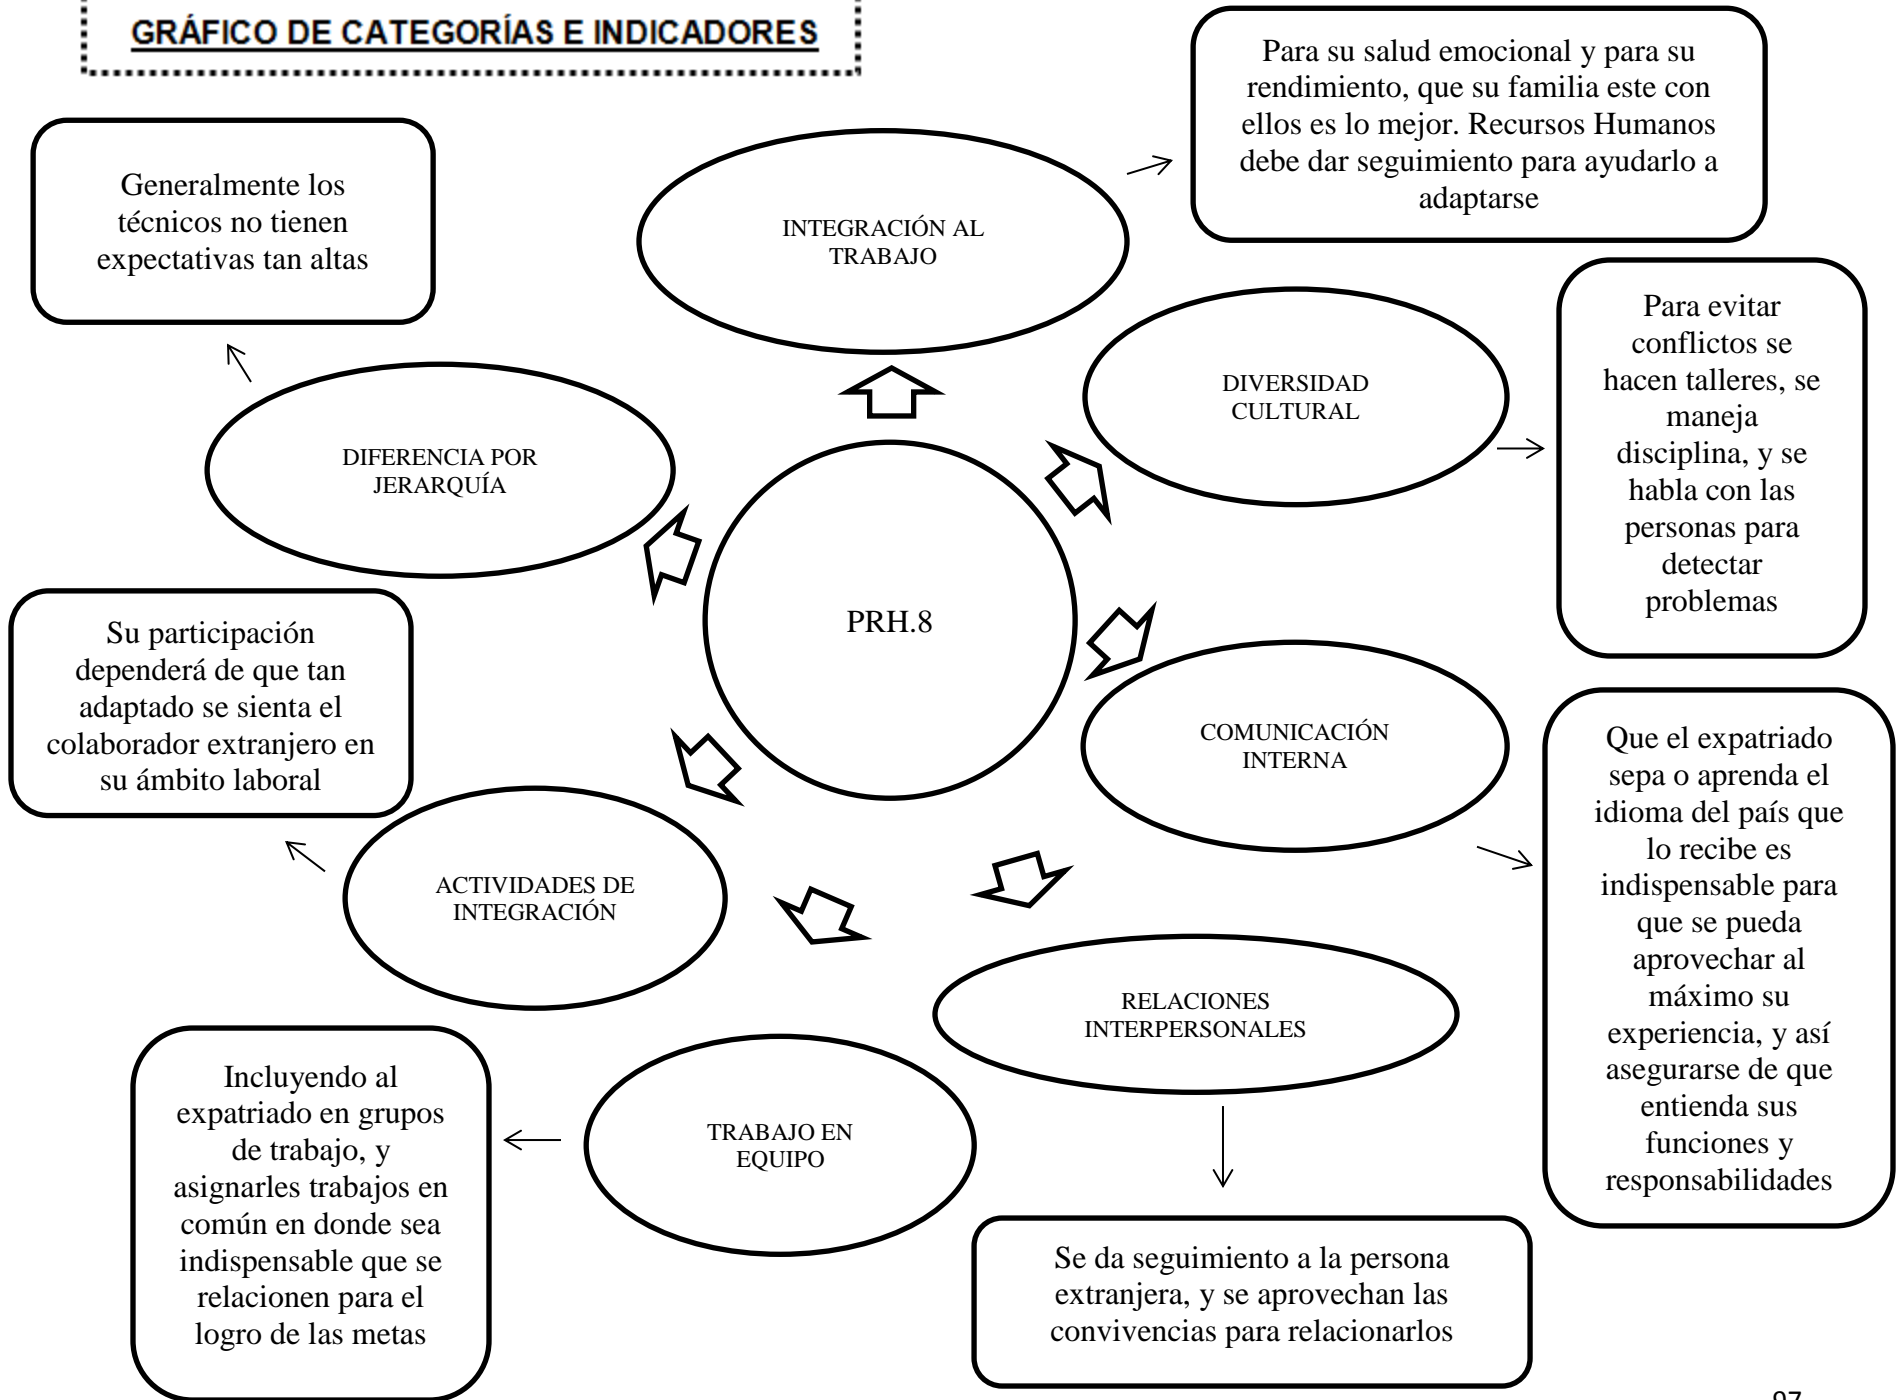 GRÁFICO DE CATEGORÍAS E INDICADORES
Para su salud emocional y para su
rendimiento, que su familia este con
ellos es lo mejor. Recursos Humanos
debe dar seguimiento para ayudarlo a
adaptarse
Generalmente los
técnicos no tienen
expectativas tan altas
INTEGRACIÓN AL
TRABAJO
DIVERSIDAD
CULTURAL
Para evitar
conflictos se
hacen talleres, se
maneja
disciplina, y se
habla con las
personas para
detectar
problemas
DIFERENCIA POR
JERARQUÍA
PRH.8
Su participación
dependerá de que tan
adaptado se sienta el
colaborador extranjero en
su ámbito laboral
COMUNICACIÓN
INTERNA
Que el expatriado
sepa o aprenda el
idioma del país que
lo recibe es
indispensable para
que se pueda
aprovechar al
máximo su
experiencia, y así
asegurarse de que
entienda sus
funciones y
responsabilidades
ACTIVIDADES DE
INTEGRACIÓN
RELACIONES
INTERPERSONALES
Incluyendo al
expatriado en grupos
de trabajo, y
asignarles trabajos en
común en donde sea
indispensable que se
relacionen para el
logro de las metas
TRABAJO EN
EQUIPO
Se da seguimiento a la persona
extranjera, y se aprovechan las
convivencias para relacionarlos
97